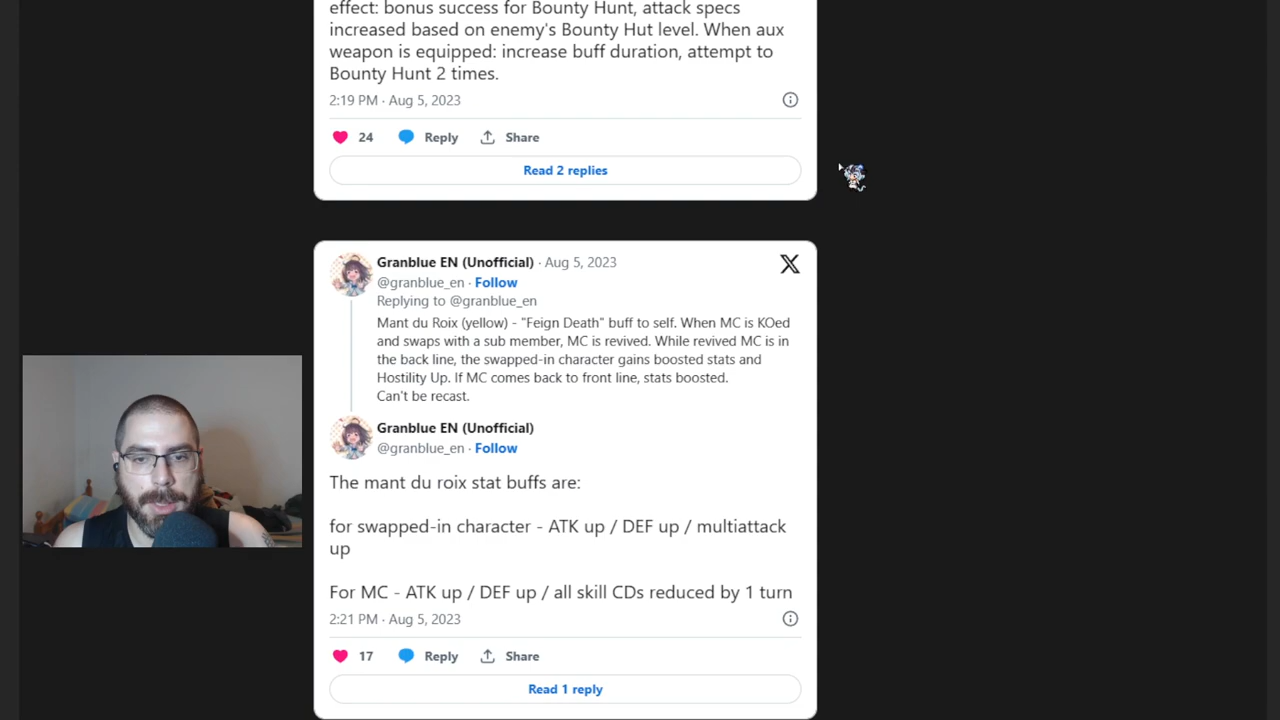 effect: bonus success for Bounty Hunt, attack specs
increased based on enemy's Bounty Hut level. When aux
weapon is equipped: increase buff duration, attempt to
Bounty Hunt 2 times.
2:19 PM · Aug 5, 2023
24 Reply Share
Read 2 replies
Granblue EN (Unofficial) · Aug 5, 2023
@granblue_en · Follow
Replying to @granblue_en
Mant du Roix (yellow) - "Feign Death" buff to self. When MC is KOed
and swaps with a sub member, MC is revived. While revived MC is in
the back line, the swapped-in character gains boosted stats and
Hostility Up. If MC comes back to front line, stats boosted.
Can't be recast.
Granblue EN (Unofficial)
@granblue_en · Follow
The mant du roix stat buffs are:
for swapped-in character - ATK up / DEF up / multiattack
up
For MC - ATK up / DEF up / all skill CDs reduced by 1 turn
2:21 PM · Aug 5, 2023
17 Reply Share
Read 1 reply